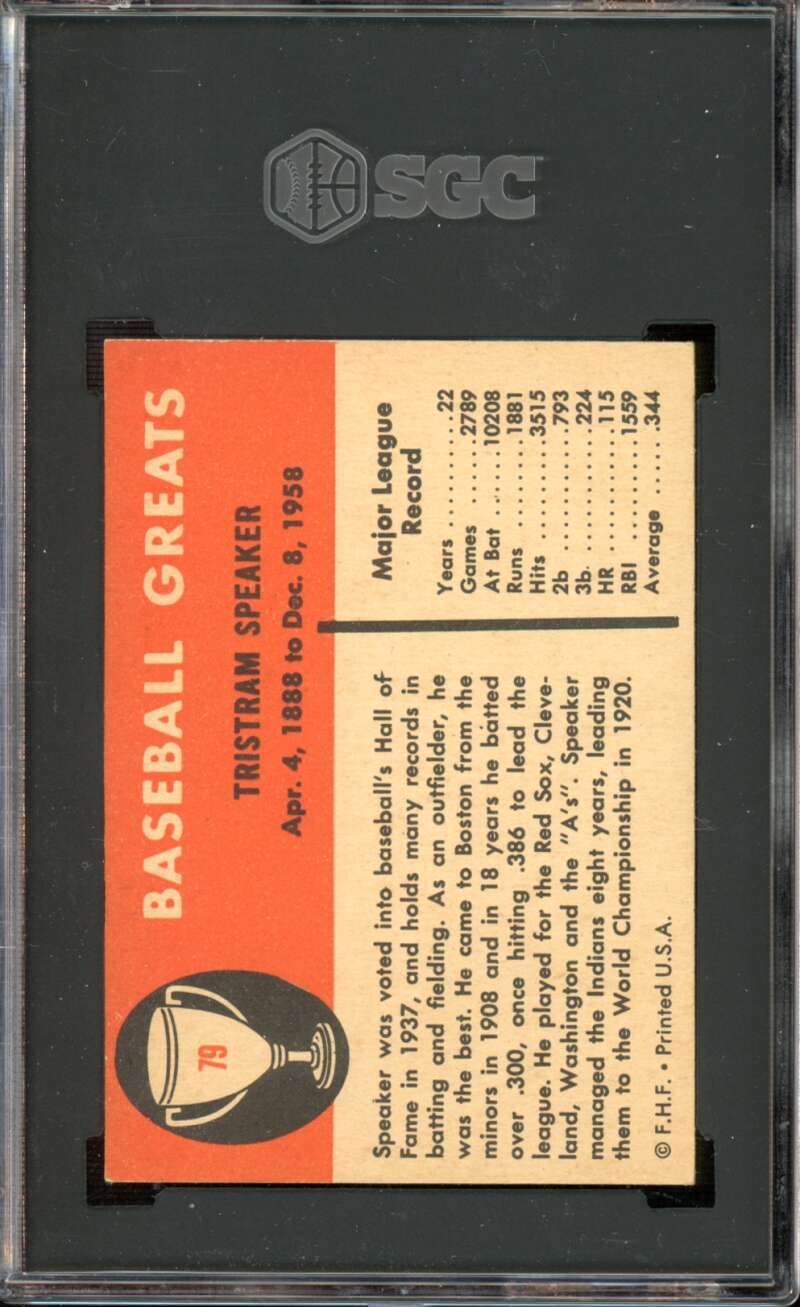 SGC
BASEBALL GREATS
79
TRISTRAM SPEAKER
Apr. 4, 1888 to Dec. 8, 1958
Speaker was voted into baseball's Hall of
Fame in 1937, and holds many records in
batting and fielding. As an outfielder, he
was the best. He came to Boston from the
minors in 1908 and in 18 years he batted
over .300, once hitting .386 to lead the
league. He played for the Red Sox, Cleve-
land, Washington and the "A's". Speaker
managed the Indians eight years, leading
them to the World Championship in 1920.
© F.H.F. • Printed U.S.A.
Major League
Record
Years ..........22
Games ......2789
At Bat ......10208
Runs ........1881
Hits ..........3515
2b ............793
3b. ...........224
HR ............115
RBI ..........1559
Average ......344